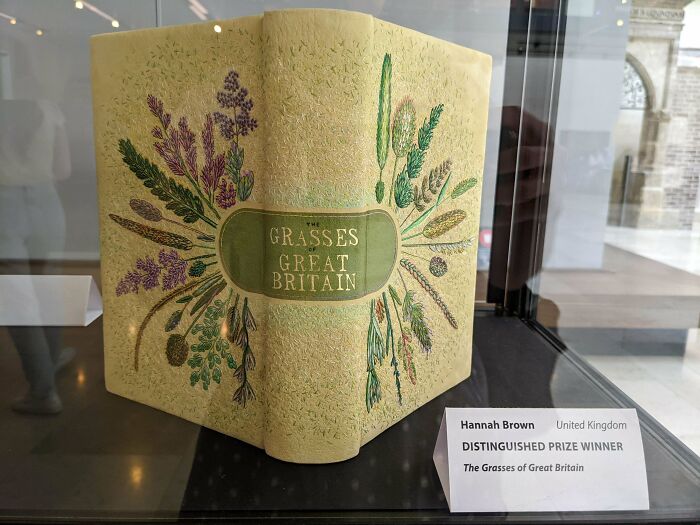 THE
GRASSES
OF
GREAT
BRITAIN
Hannah Brown United Kingdom
DISTINGUISHED PRIZE WINNER
The Grasses of Great Britain